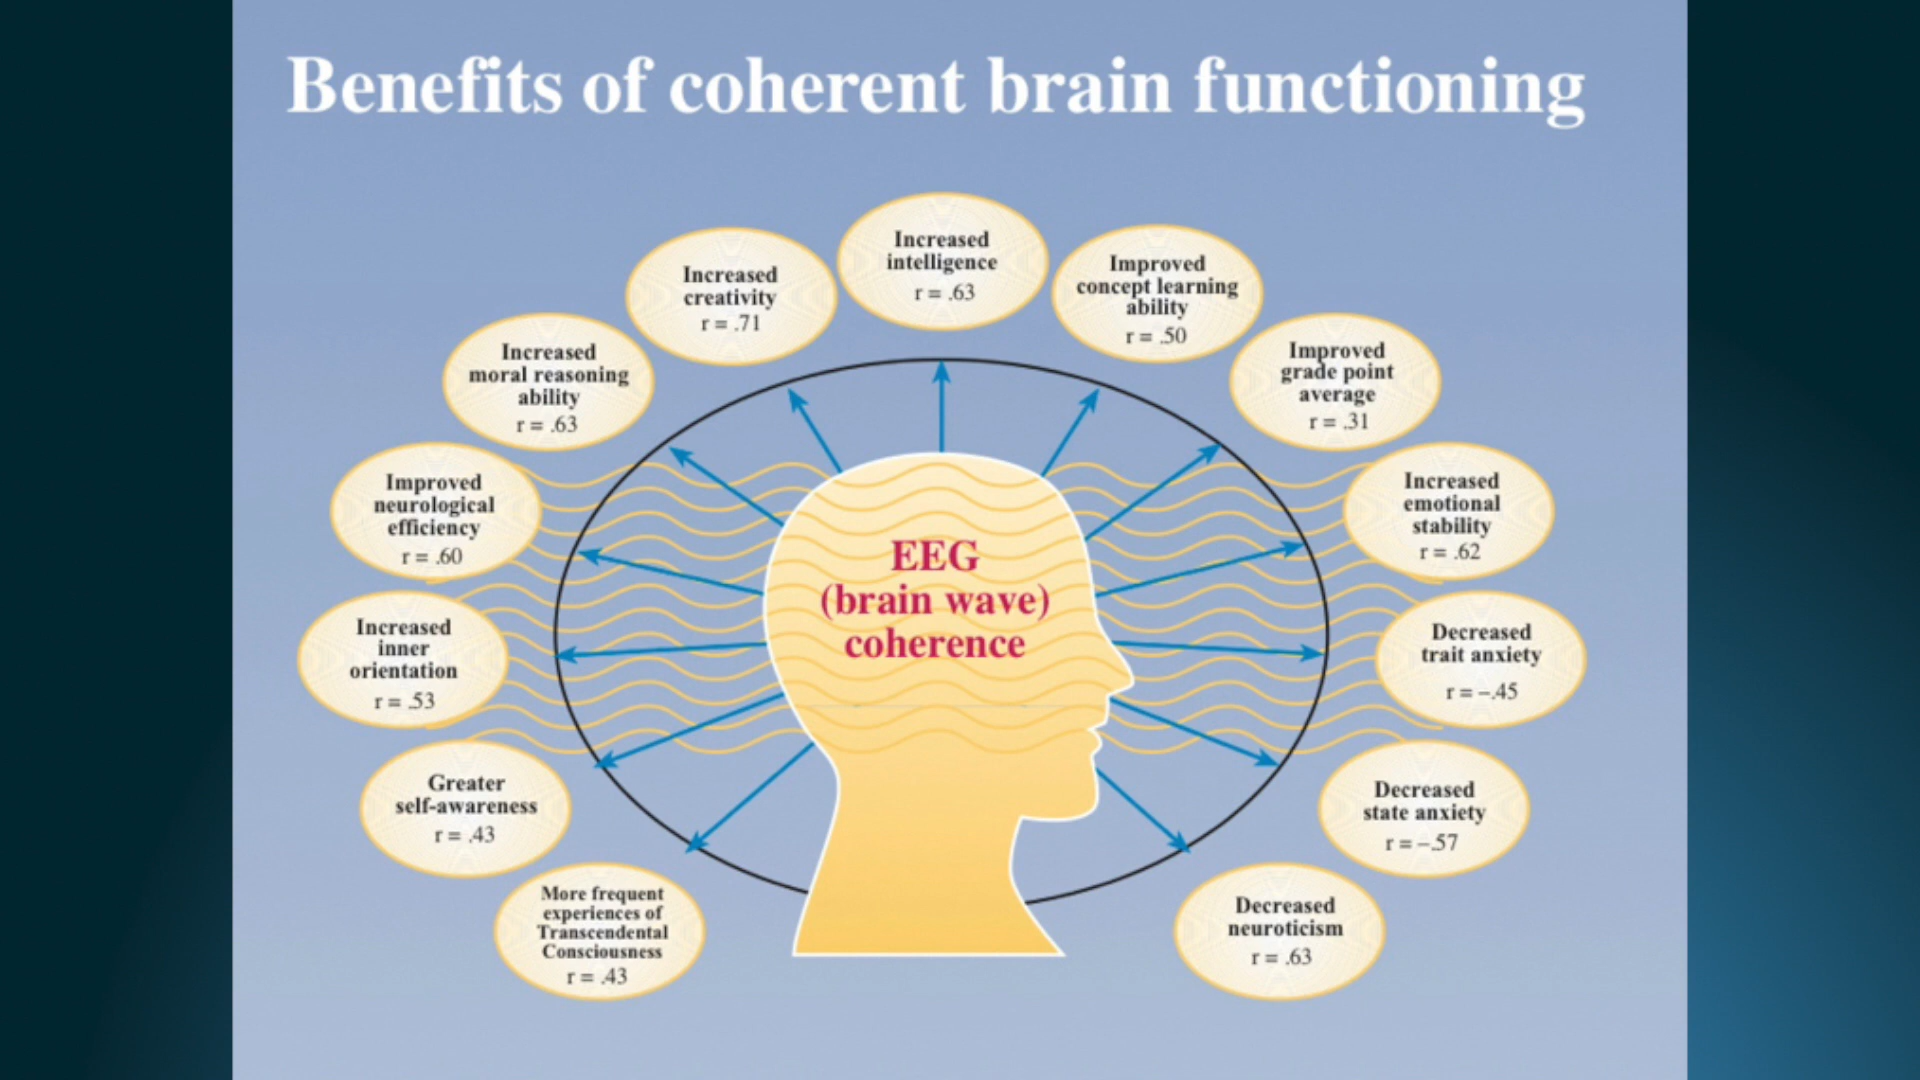 Benefits of coherent brain functioning
Increased
intelligence
r = .63
Increased
creativity
r = .71
Improved
concept learning
ability
r = .50
Increased
moral reasoning
ability
r = .63
Improved
grade point
average
r = .31
Improved
neurological
efficiency
r = .60
Increased
emotional
stability
r = .62
EEG
(brain wave)
coherence
Increased
inner
orientation
r = .53
Decreased
trait anxiety
r = –.45
Greater
self-awareness
r = .43
Decreased
state anxiety
r = –.57
More frequent
experiences of
Transcendental
Consciousness
r = .43
Decreased
neuroticism
r = .63